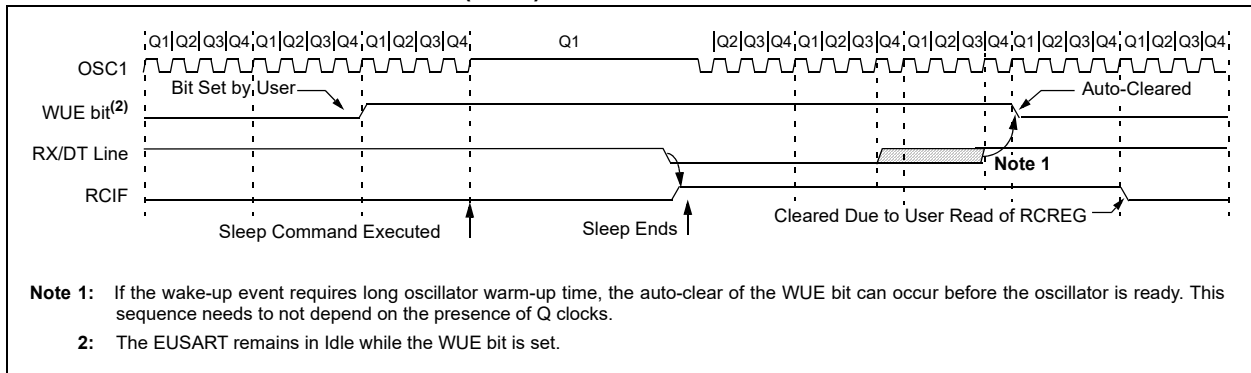 Q1 Q2 Q3 Q4 Q1 Q2 Q3 Q4 Q1 Q2 Q3 Q4 Q1 Q2 Q3 Q4 Q1 Q2 Q3 Q4 Q1 Q2 Q3 Q4 Q1 Q2 Q3 Q4 Q1 Q2 Q3 Q4
OSC1
Bit Set by User
Auto-Cleared
WUE bit(2)
RX/DT Line
Note 1
RCIF
Cleared Due to User Read of RCREG
Sleep Command Executed
Sleep Ends
Note 1: If the wake-up event requires long oscillator warm-up time, the auto-clear of the WUE bit can occur before the oscillator is ready. This
sequence needs to not depend on the presence of Q clocks.
2: The EUSART remains in Idle while the WUE bit is set.